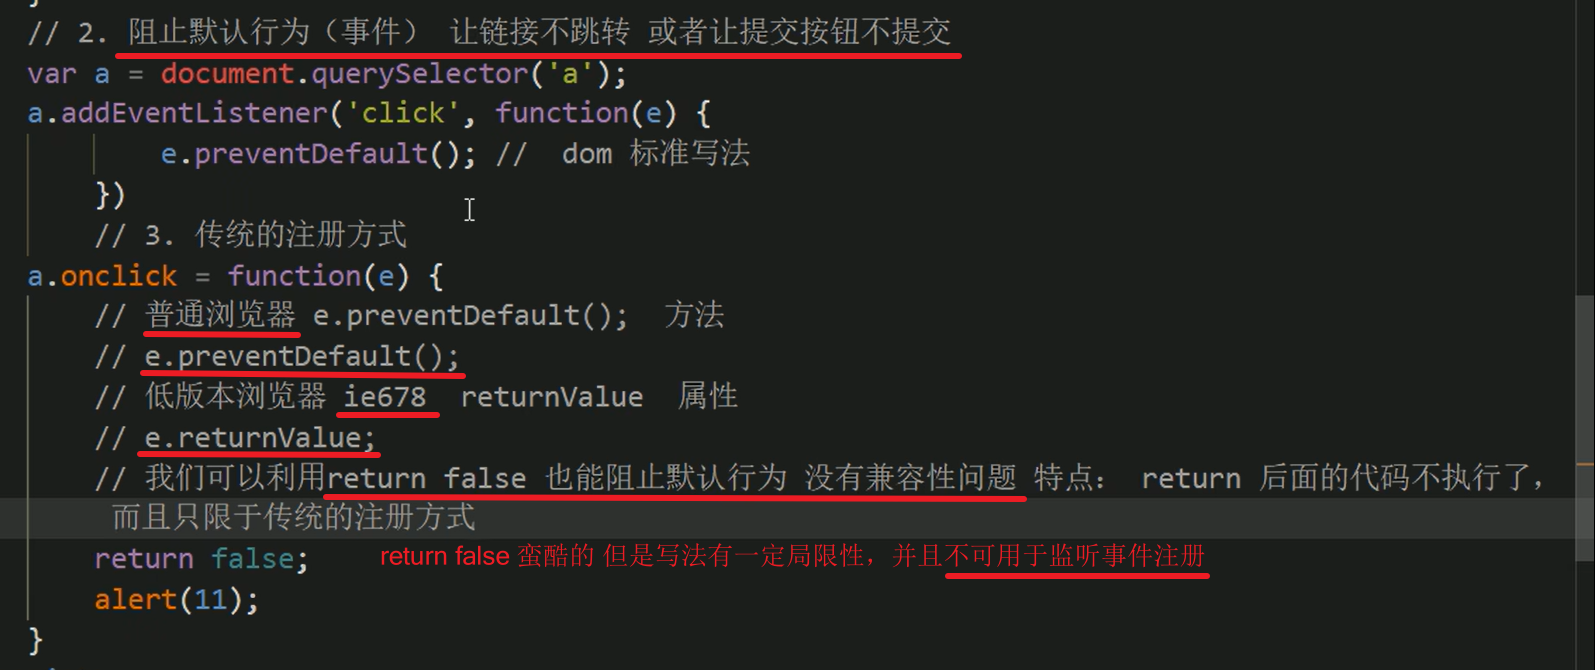 // 2. 阻止默认行为（事件） 让链接不跳转 或者让提交按钮不提交
var a = document.querySelector('a');
a.addEventListener('click', function(e) {
e.preventDefault(); // dom 标准写法
})
// 3. 传统的注册方式
a.onclick = function(e) {
// 普通浏览器 e.preventDefault(); 方法
// e.preventDefault();
// 低版本浏览器 ie678 returnValue 属性
// e.returnValue;
// 我们可以利用return false 也能阻止默认行为 没有兼容性问题 特点： return 后面的代码不执行了，
而且只限于传统的注册方式
return false; return false 蛮酷的 但是写法有一定局限性，并且不可用于监听事件注册
alert(11);
}